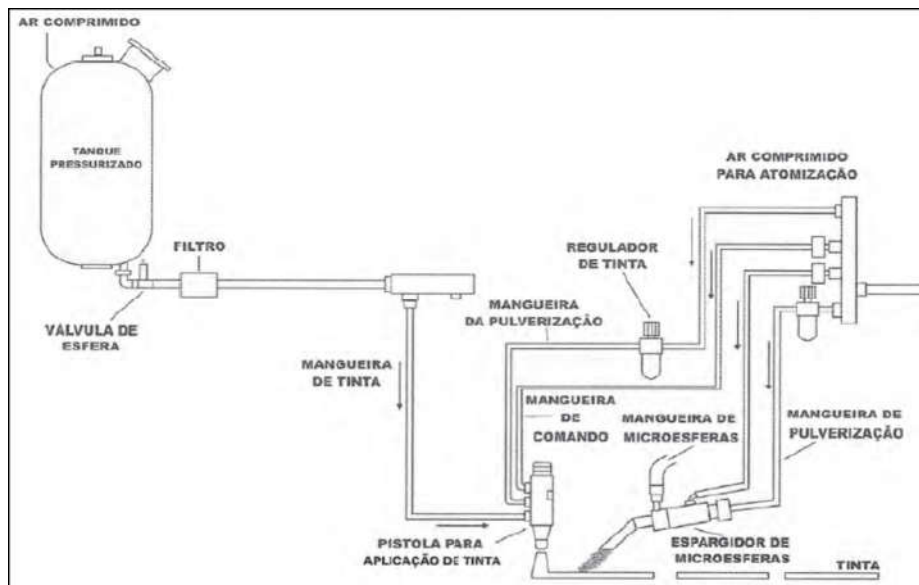 AR COMPRIMIDO
TANQUE
PRESSURIZADO
AR COMPRIMIDO
PARA ATOMIZAÇÃO
FILTRO
REGULADOR
DE TINTA
MANGUEIRA
DA PULVERIZAÇÃO
VÁLVULA DE
ESFERA
MANGUEIRA
DE TINTA
MANGUEIRA
DE
COMANDO
MANGUEIRA DE
MICROESFERAS
MANGUEIRA DE
PULVERIZAÇÃO
PISTOLA PARA
APLICAÇÃO DE TINTA
ESPARGIDOR DE
MICROESFERAS
TINTA